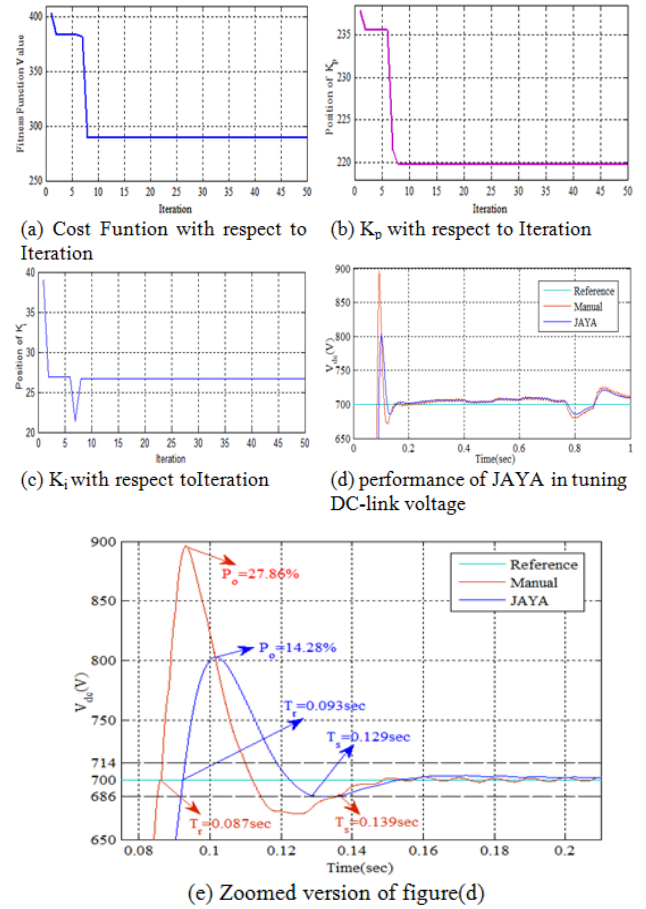 400
350
300
250
0 5 10 15 20 25 30 35 40 45 50
Fitness Function Value
Iteration
(a) Cost Funtion with respect to
Iteration
235
230
225
220
0 5 10 15 20 25 30 35 40 45 50
Position of Kp
Iteration
(b) Kp with respect to Iteration
40
35
30
25
20
0 5 10 15 20 25 30 35 40 45 50
Position of Ki
Iteration
(c) Ki with respect toIteration
900
850
800
750
700
650
0 0.2 0.4 0.6 0.8 1
Vdc(V)
Time(sec)
Reference
Manual
JAYA
(d) performance of JAYA in tuning
DC-link voltage
900
850
800
750
714
700
686
650
0.08 0.1 0.12 0.14 0.16 0.18 0.2
Vdc(V)
Time(sec)
Reference
Manual
JAYA
Po=27.86%
Po=14.28%
Tr=0.093sec
Ts=0.129sec
Tr=0.087sec
Ts=0.139sec
(e) Zoomed version of figure(d)